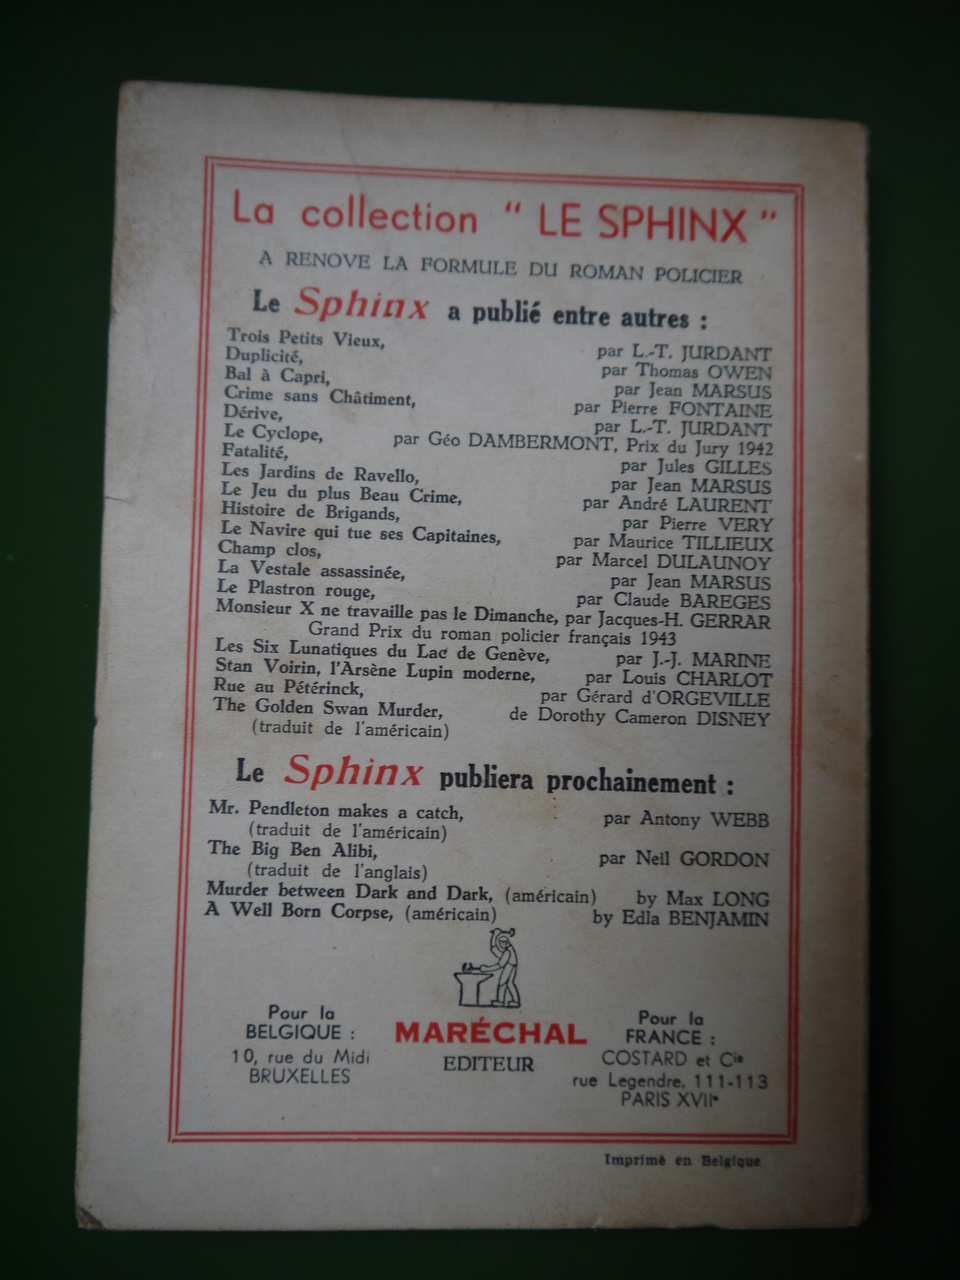 La collection " LE SPHINX "
A RENOVE LA FORMULE DU ROMAN POLICIER
Le Sphinx a publié entre autres :
Trois Petits Vieux, par L.-T. JURDANT
Duplicité, par Thomas OWEN
Bal à Capri, par Jean MARSUS
Crime sans Châtiment, par Pierre FONTAINE
Dérive, par L.-T. JURDANT
Le Cyclope, par Géo DAMBERMONT, Prix du Jury 1942
Fatalité, par Jules GILLES
Les Jardins de Ravello, par Jean MARSUS
Le Jeu du plus Beau Crime, par André LAURENT
Histoire de Brigands, par Pierre VERY
Le Navire qui tue ses Capitaines, par Maurice TILLIEUX
Champ clos, par Marcel DULAUNOY
La Vestale assassinée, par Jean MARSUS
Le Plastron rouge, par Claude BAREGES
Monsieur X ne travaille pas le Dimanche, par Jacques-H. GERRAR
Grand Prix du roman policier français 1943
Les Six Lunatiques du Lac de Genève, par J.-J. MARINE
Stan Voirin, l'Arsène Lupin moderne, par Louis CHARLOT
Rue au Pétérinck, par Gérard d'ORGEVILLE
The Golden Swan Murder, de Dorothy Cameron DISNEY
(traduit de l'américain)
Le Sphinx publiera prochainement :
Mr. Pendleton makes a catch, par Antony WEBB
(traduit de l'américain)
The Big Ben Alibi, par Neil GORDON
(traduit de l'anglais)
Murder between Dark and Dark, (américain) by Max LONG
A Well Born Corpse, (américain) by Edla BENJAMIN
Pour la
BELGIQUE :
10, rue du Midi
BRUXELLES
MARÉCHAL
EDITEUR
Pour la
FRANCE :
COSTARD et Cie
rue Legendre, 111-113
PARIS XVIIe
Imprimé en Belgique